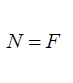 N = F